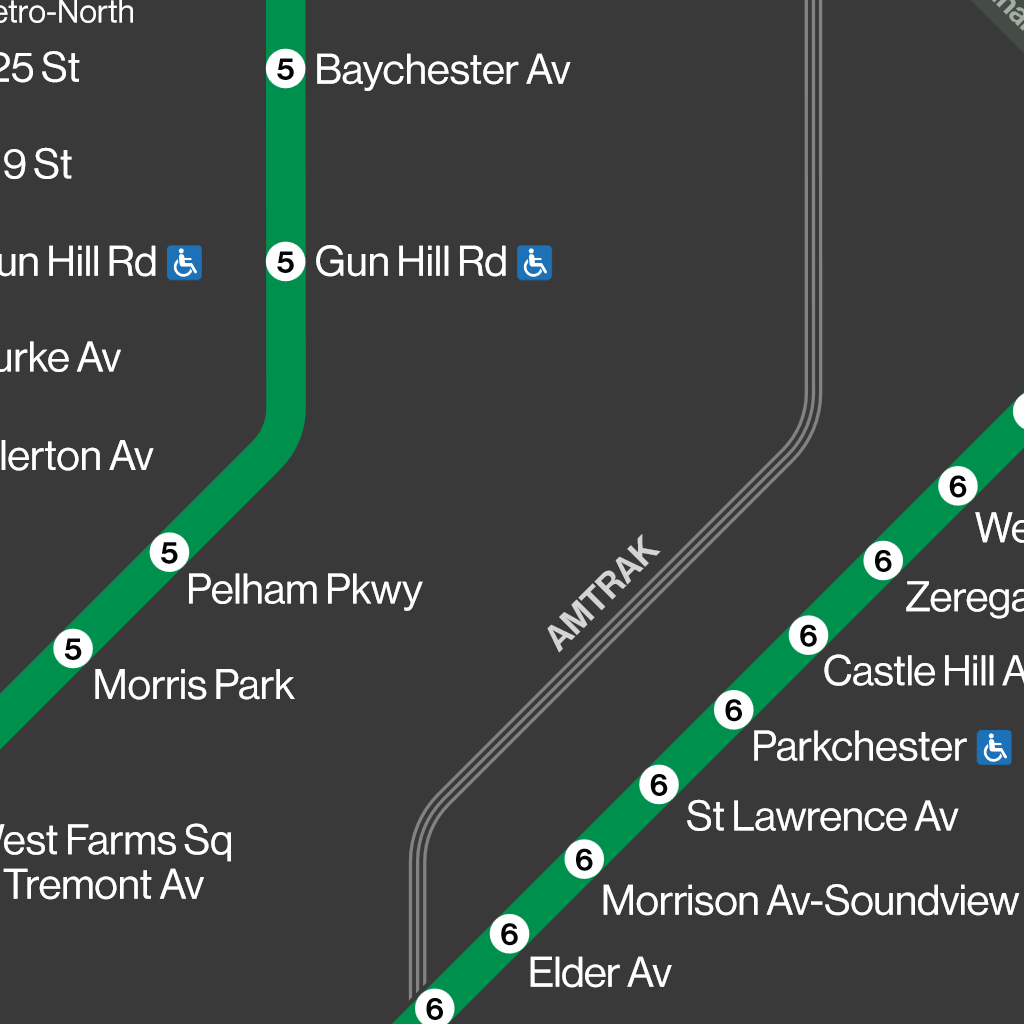 etro-North
25 St
5 Baychester Av
9 St
un Hill Rd
5 Gun Hill Rd
urke Av
lerton Av
6
We
5
Pelham Pkwy
AMTRAK
6
Zerega
5
Morris Park
6
Castle Hill A
6
Parkchester
6
St Lawrence Av
West Farms Sq
Tremont Av
6
Morrison Av-Soundview
6
Elder Av
6